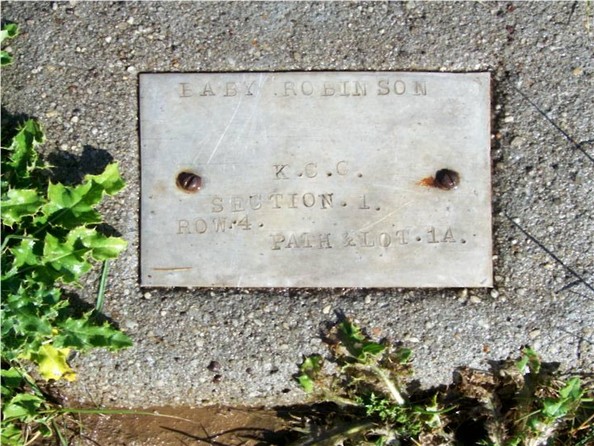 BABY ROBINSON
K.C.C.
SECTION.1.
ROW.4.
PATH & LOT.1A.